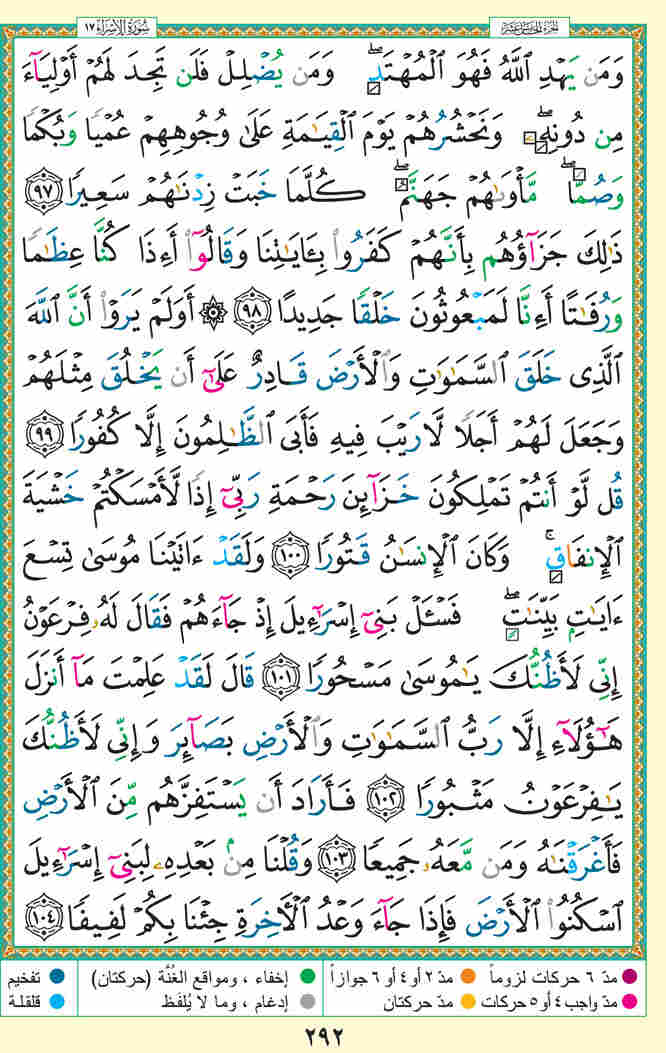 الجزء الخامس عشر
سُورَةُ الإِسْرَاء ١٧
وَمَن يَهْدِ ٱللَّهُ فَهُوَ ٱلْمُهْتَدِۖ وَمَن يُضْلِلْ فَلَن تَجِدَ لَهُمْ أَوْلِيَآءَ
مِن دُونِهِۦۖ وَنَحْشُرُهُمْ يَوْمَ ٱلْقِيَـٰمَةِ عَلَىٰ وُجُوهِهِمْ عُمْيًا وَبُكْمًا
وَصُمًّاۖ مَّأْوَىٰهُمْ جَهَنَّمُۖ كُلَّمَا خَبَتْ زِدْنَـٰهُمْ سَعِيرًا ٩٧
ذَٰلِكَ جَزَآؤُهُم بِأَنَّهُمْ كَفَرُوا۟ بِـَٔايَـٰتِنَا وَقَالُوٓا۟ أَءِذَا كُنَّا عِظَـٰمًا
وَرُفَـٰتًا أَءِنَّا لَمَبْعُوثُونَ خَلْقًا جَدِيدًا ٩٨ ۞ أَوَلَمْ يَرَوْا۟ أَنَّ ٱللَّهَ
ٱلَّذِى خَلَقَ ٱلسَّمَـٰوَٰتِ وَٱلْأَرْضَ قَادِرٌ عَلَىٰٓ أَن يَخْلُقَ مِثْلَهُمْ
وَجَعَلَ لَهُمْ أَجَلًا لَّا رَيْبَ فِيهِ فَأَبَى ٱلظَّـٰلِمُونَ إِلَّا كُفُورًا ٩٩
قُل لَّوْ أَنتُمْ تَمْلِكُونَ خَزَآئِنَ رَحْمَةِ رَبِّىٓ إِذًا لَّأَمْسَكْتُمْ خَشْيَةَ
ٱلْإِنفَاقِۚ وَكَانَ ٱلْإِنسَـٰنُ قَتُورًا ١٠٠ وَلَقَدْ ءَاتَيْنَا مُوسَىٰ تِسْعَ
ءَايَـٰتٍۭ بَيِّنَـٰتٍۖ فَسْـَٔلْ بَنِىٓ إِسْرَٰٓءِيلَ إِذْ جَآءَهُمْ فَقَالَ لَهُۥ فِرْعَوْنُ
إِنِّى لَأَظُنُّكَ يَـٰمُوسَىٰ مَسْحُورًا ١٠١ قَالَ لَقَدْ عَلِمْتَ مَآ أَنزَلَ
هَـٰٓؤُلَآءِ إِلَّا رَبُّ ٱلسَّمَـٰوَٰتِ وَٱلْأَرْضِ بَصَآئِرَ وَإِنِّى لَأَظُنُّكَ
يَـٰفِرْعَوْنُ مَثْبُورًا ١٠٢ فَأَرَادَ أَن يَسْتَفِزَّهُم مِّنَ ٱلْأَرْضِ
فَأَغْرَقْنَـٰهُ وَمَن مَّعَهُۥ جَمِيعًا ١٠٣ وَقُلْنَا مِنۢ بَعْدِهِۦ لِبَنِىٓ إِسْرَٰٓءِيلَ
ٱسْكُنُوا۟ ٱلْأَرْضَ فَإِذَا جَآءَ وَعْدُ ٱلْـَٔاخِرَةِ جِئْنَا بِكُمْ لَفِيفًا ١٠٤
مدّ ٦ حركات لزوماً مدّ ٢ أو ٤ أو ٦ جوازاً إخفاء ، ومواقع الغُنَّة (حركتان) تفخيم
مدّ واجب ٤ أو ٥ حركات مدّ حركتان إدغام ، وما لا يُلفَظ قلقلة
٢٩٢